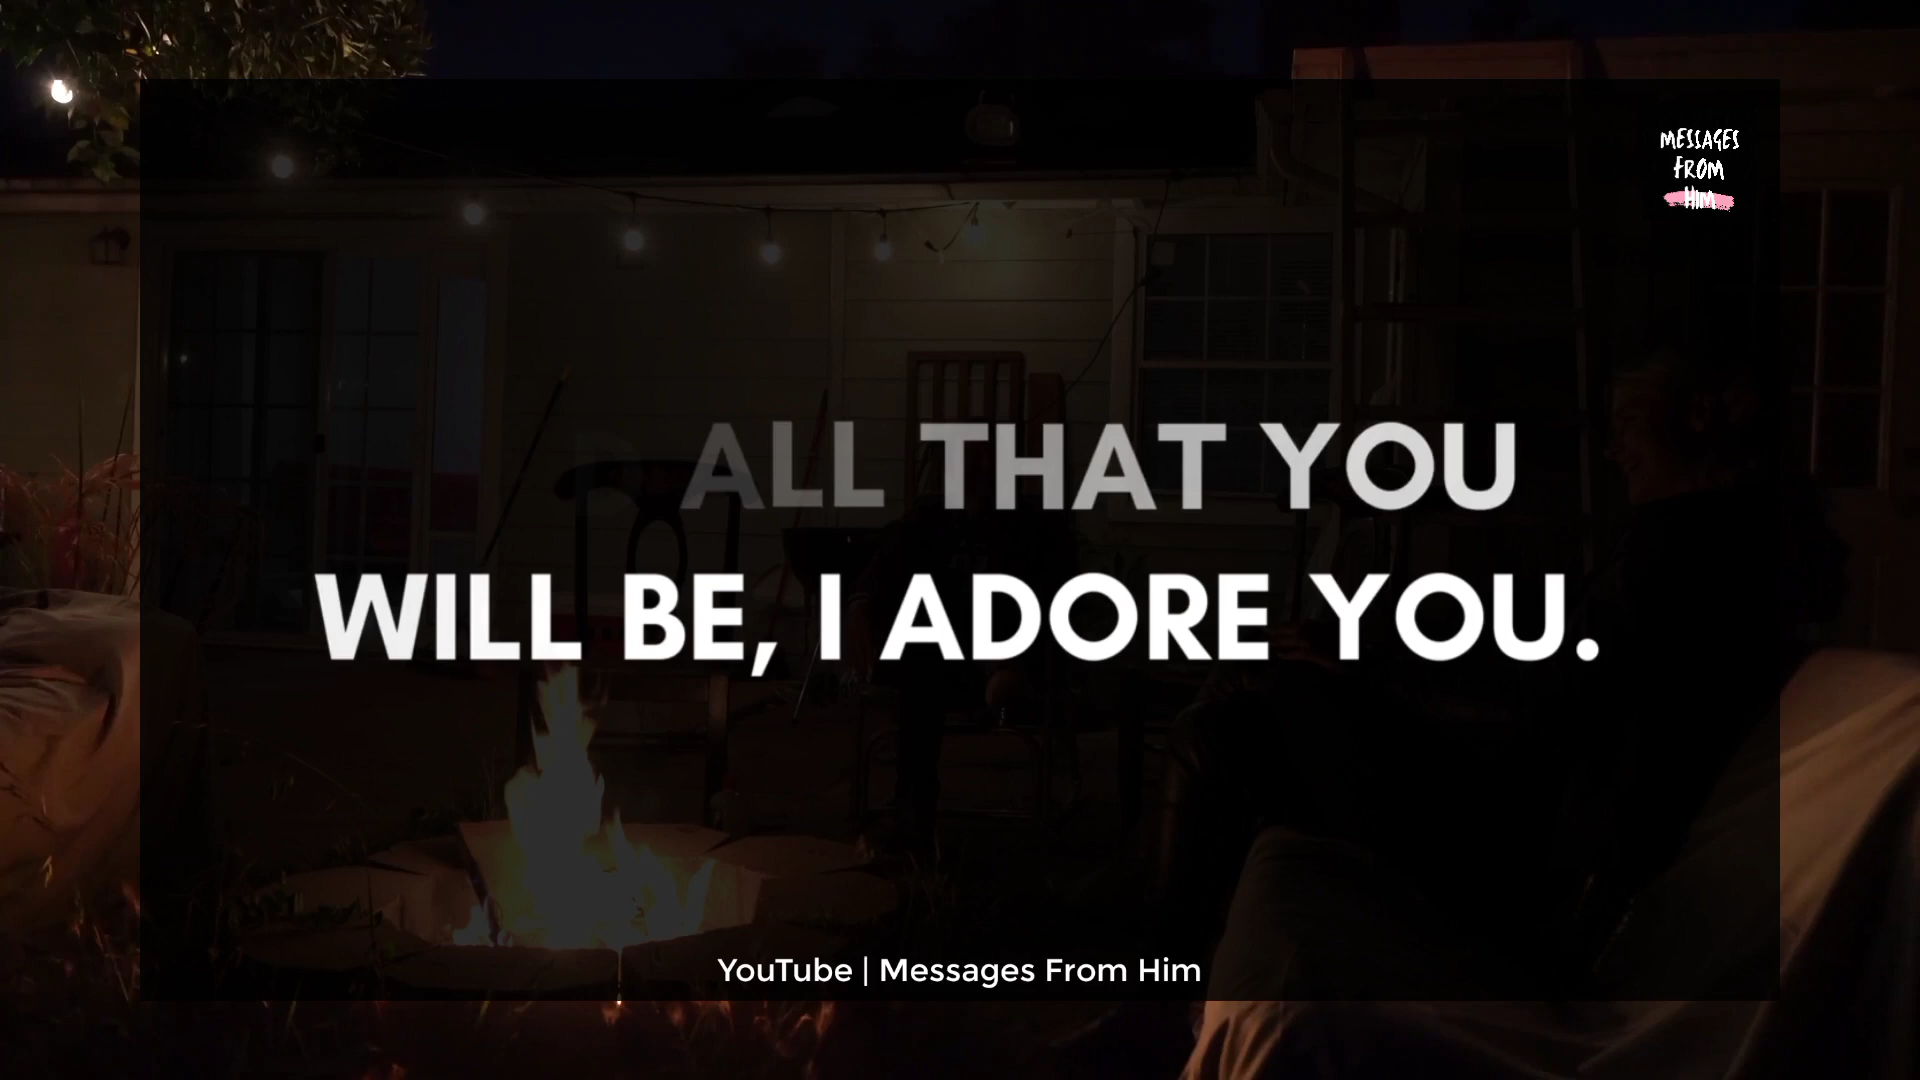 MESSAGES
FROM
HIM
ALL THAT YOU
WILL BE, I ADORE YOU.
YouTube | Messages From Him